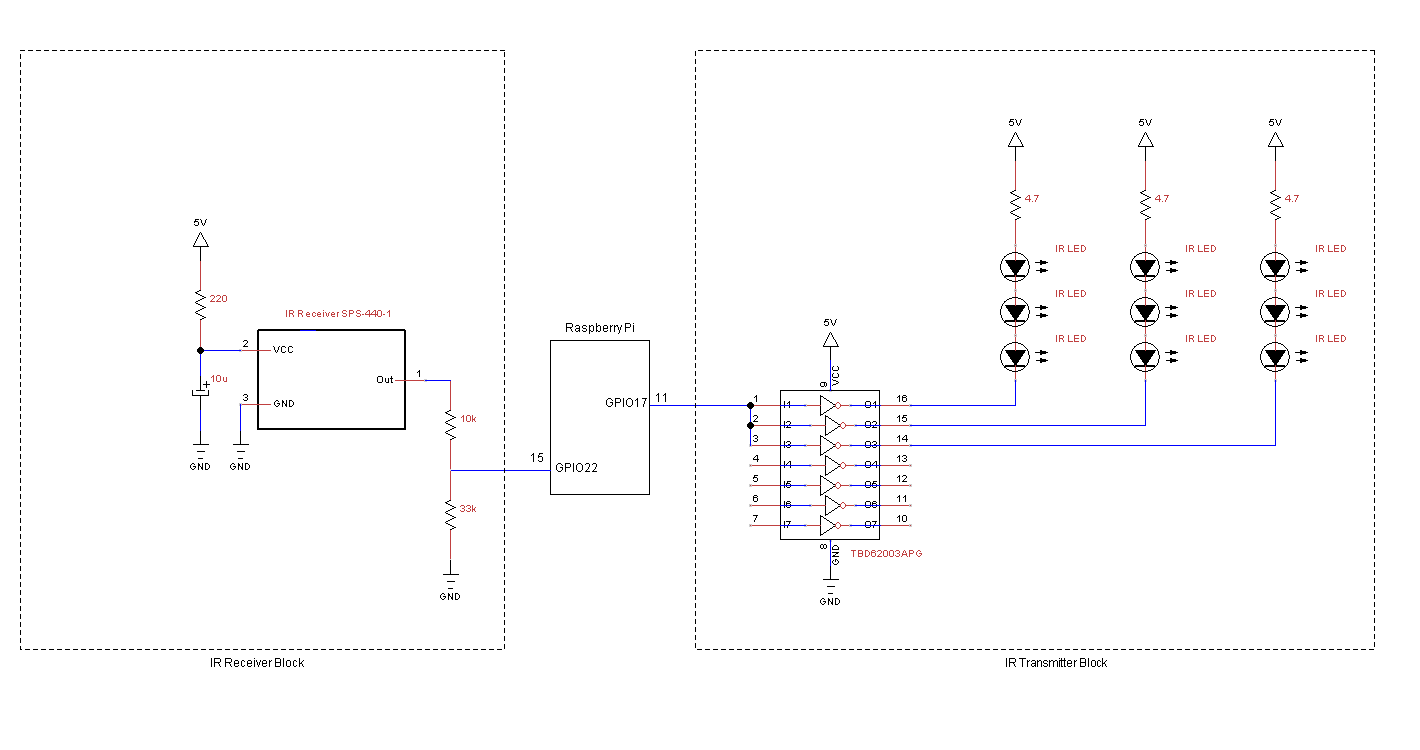 5V
220
IR Receiver SPS-440-1
2
VCC
10u
+
Out
1
3
GND
10k
GND
GND
33k
GND
IR Receiver Block
RaspberryPi
GPIO17
11
15
GPIO22
5V
5V
5V
4.7
4.7
4.7
IR LED
IR LED
IR LED
IR LED
IR LED
IR LED
IR LED
IR LED
IR LED
5V
9
VCC
1
I1
O1
16
2
I2
O2
15
3
I3
O3
14
4
I4
O4
13
5
I5
O5
12
6
I6
O6
11
7
I7
O7
10
8
GND
TBD62003APG
GND
IR Transmitter Block